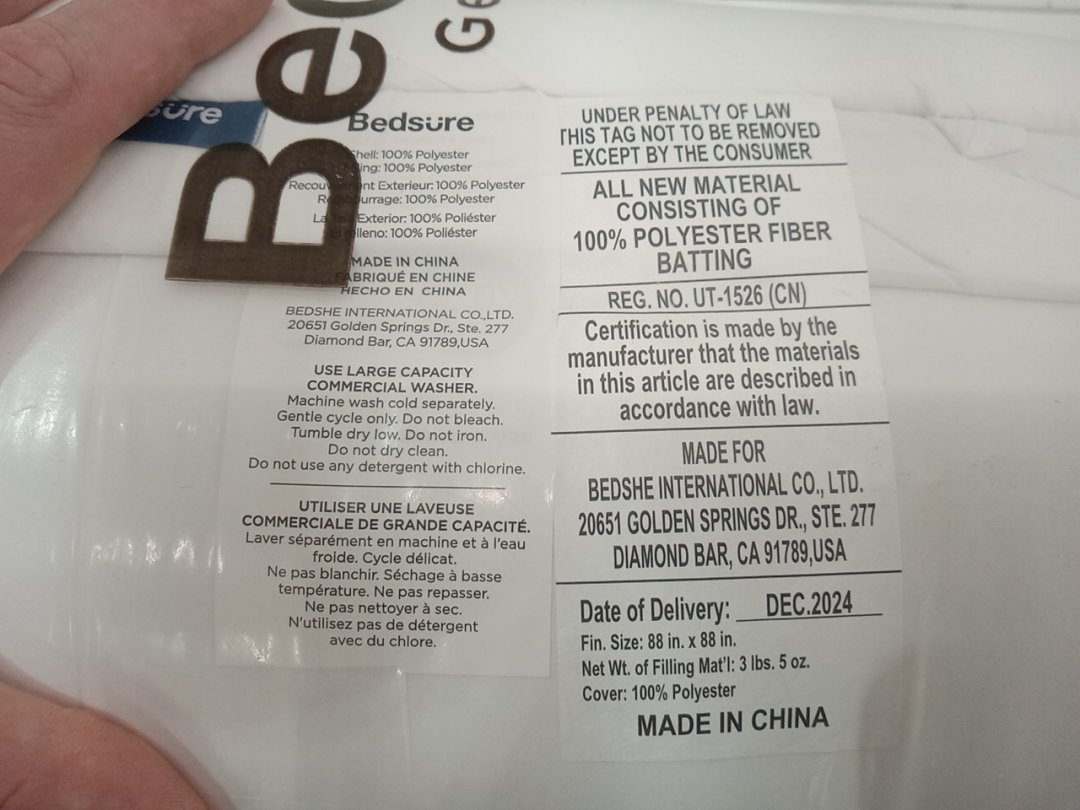 Be
Ge
sure
Bedsure
Shell: 100% Polyester
100% Polyester
Exterieur: 100% Polyester
100% Polyester
La Exterior: 100% Poliéster
100% Poliéster
MADE IN CHINA
FABRIQUÉ EN CHINE
HECHO EN CHINA
BEDSHE INTERNATIONAL CO.,LTD.
20651 Golden Springs Dr., Ste. 277
Diamond Bar, CA 91789,USA
USE LARGE CAPACITY
COMMERCIAL WASHER.
Machine wash cold separately.
Gentle cycle only. Do not bleach.
Tumble dry low. Do not iron.
Do not dry clean.
Do not use any detergent with chlorine.
UTILISER UNE LAVEUSE
COMMERCIALE DE GRANDE CAPACITÉ.
Laver séparément en machine et à l'eau
froide. Cycle délicat.
Ne pas blanchir. Séchage à basse
température. Ne pas repasser.
Ne pas nettoyer à sec.
N'utilisez pas de détergent
avec du chlore.
UNDER PENALTY OF LAW
THIS TAG NOT TO BE REMOVED
EXCEPT BY THE CONSUMER
ALL NEW MATERIAL
CONSISTING OF
100% POLYESTER FIBER
BATTING
REG. NO. UT-1526 (CN)
Certification is made by the
manufacturer that the materials
in this article are described in
accordance with law.
MADE FOR
BEDSHE INTERNATIONAL CO., LTD.
20651 GOLDEN SPRINGS DR., STE. 277
DIAMOND BAR, CA 91789,USA
Date of Delivery: DEC.2024
Fin. Size: 88 in. x 88 in.
Net Wt. of Filling Mat'l: 3 lbs. 5 oz.
Cover: 100% Polyester
MADE IN CHINA